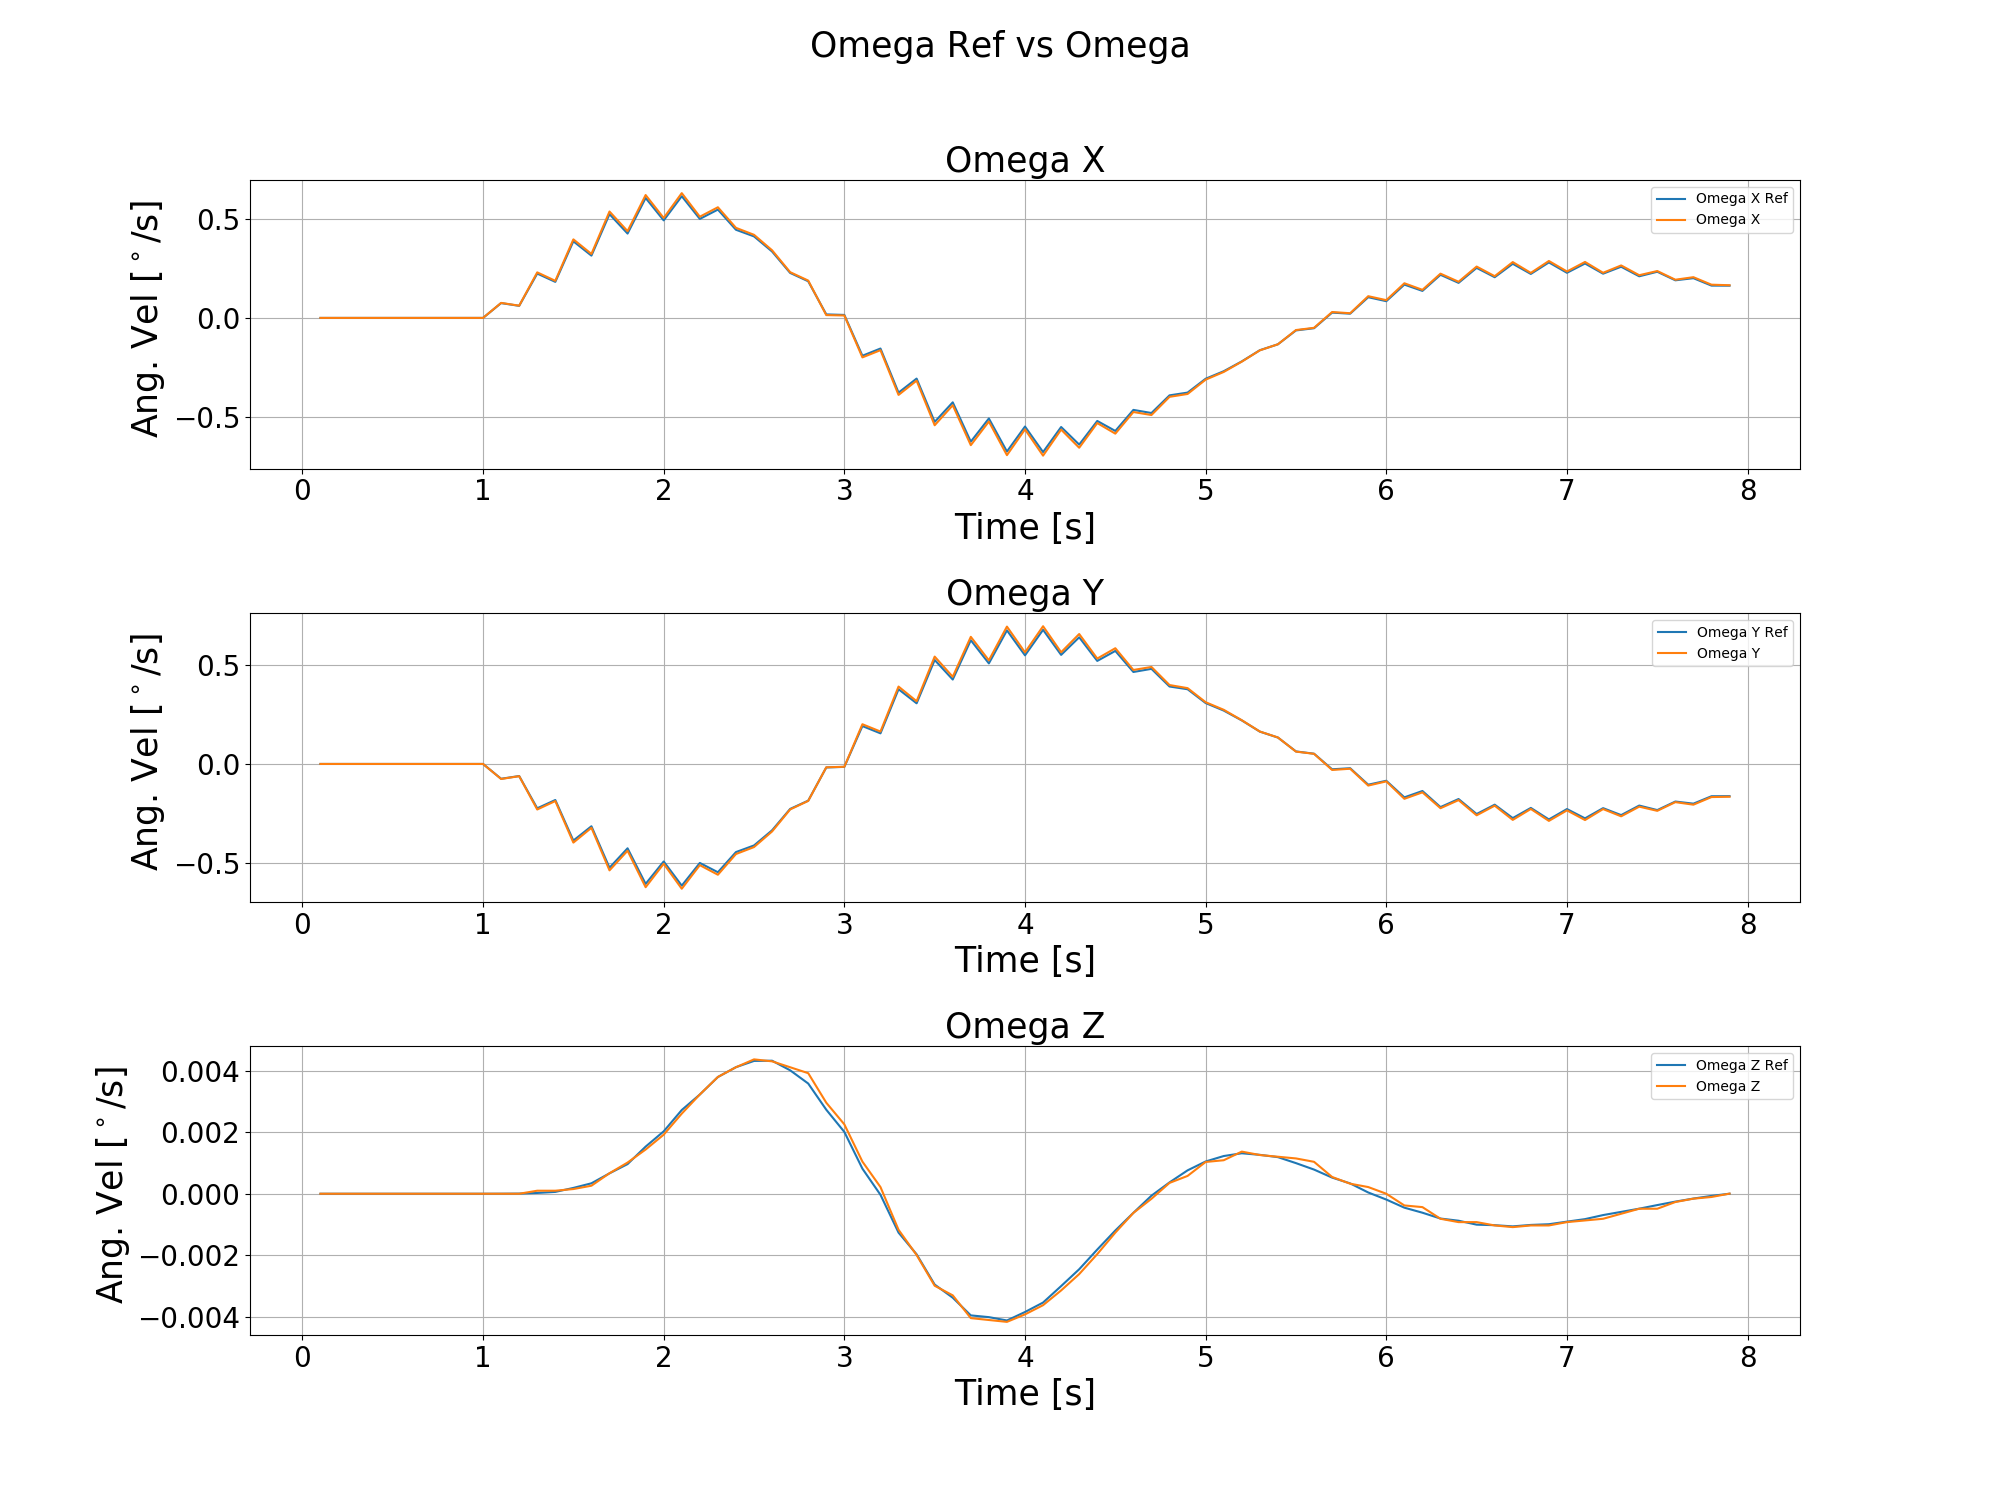 Omega Ref vs Omega
Omega X
Ang. Vel [°/s]
0.5
0.0
−0.5
Omega X Ref
Omega X
0 1 2 3 4 5 6 7 8
Time [s]
Omega Y
Ang. Vel [°/s]
0.5
0.0
−0.5
Omega Y Ref
Omega Y
0 1 2 3 4 5 6 7 8
Time [s]
Omega Z
Ang. Vel [°/s]
0.004
0.002
0.000
−0.002
−0.004
Omega Z Ref
Omega Z
0 1 2 3 4 5 6 7 8
Time [s]